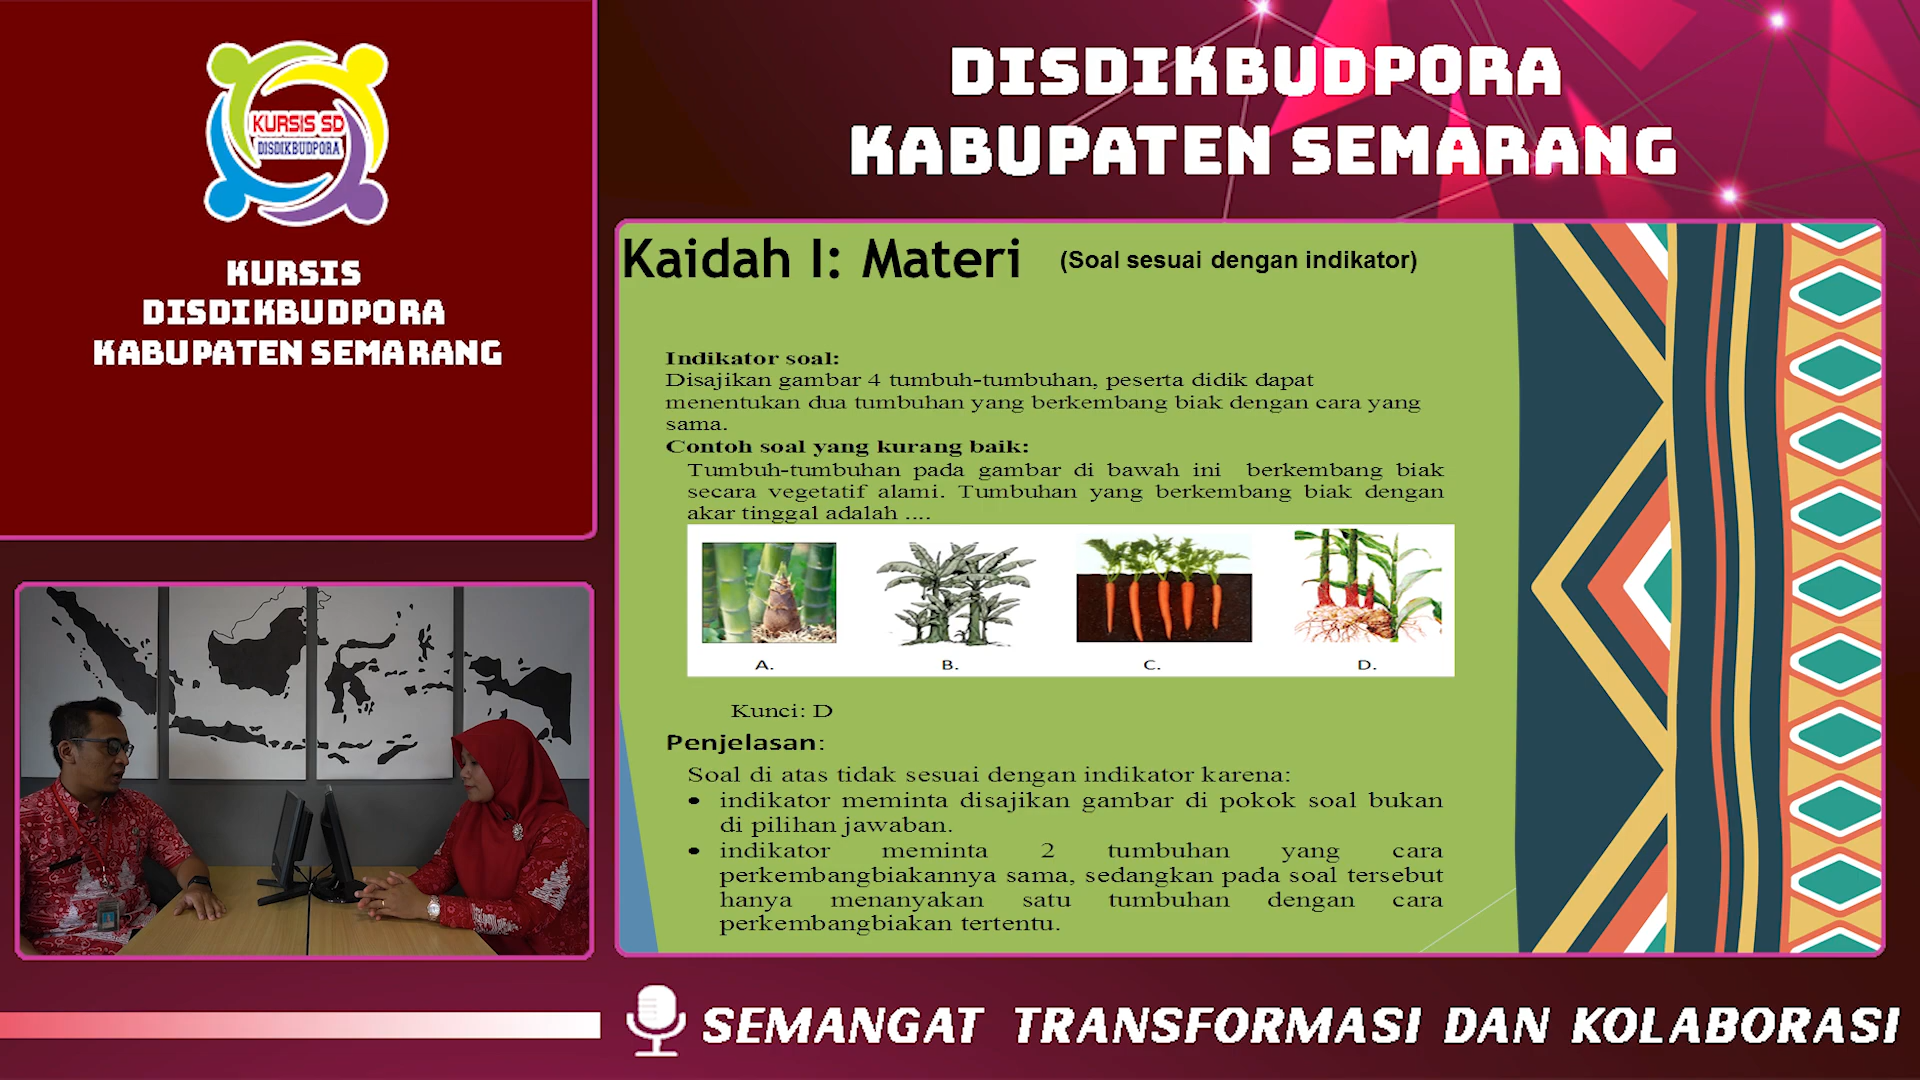 KURSIS SD
DISDIKBUDPORA
KURSIS
DISDIKBUDPORA
KABUPATEN SEMARANG
DISDIKBUDPORA
KABUPATEN SEMARANG
Kaidah I: Materi (Soal sesuai dengan indikator)
Indikator soal:
Disajikan gambar 4 tumbuh-tumbuhan, peserta didik dapat
menentukan dua tumbuhan yang berkembang biak dengan cara yang
sama.
Contoh soal yang kurang baik:
Tumbuh-tumbuhan pada gambar di bawah ini berkembang biak
secara vegetatif alami. Tumbuhan yang berkembang biak dengan
akar tinggal adalah ....
A. B. C. D.
Kunci: D
Penjelasan:
Soal di atas tidak sesuai dengan indikator karena:
• indikator meminta disajikan gambar di pokok soal bukan
di pilihan jawaban.
• indikator meminta 2 tumbuhan yang cara
perkembangbiakannya sama, sedangkan pada soal tersebut
hanya menanyakan satu tumbuhan dengan cara
perkembangbiakan tertentu.
SEMANGAT TRANSFORMASI DAN KOLABORASI